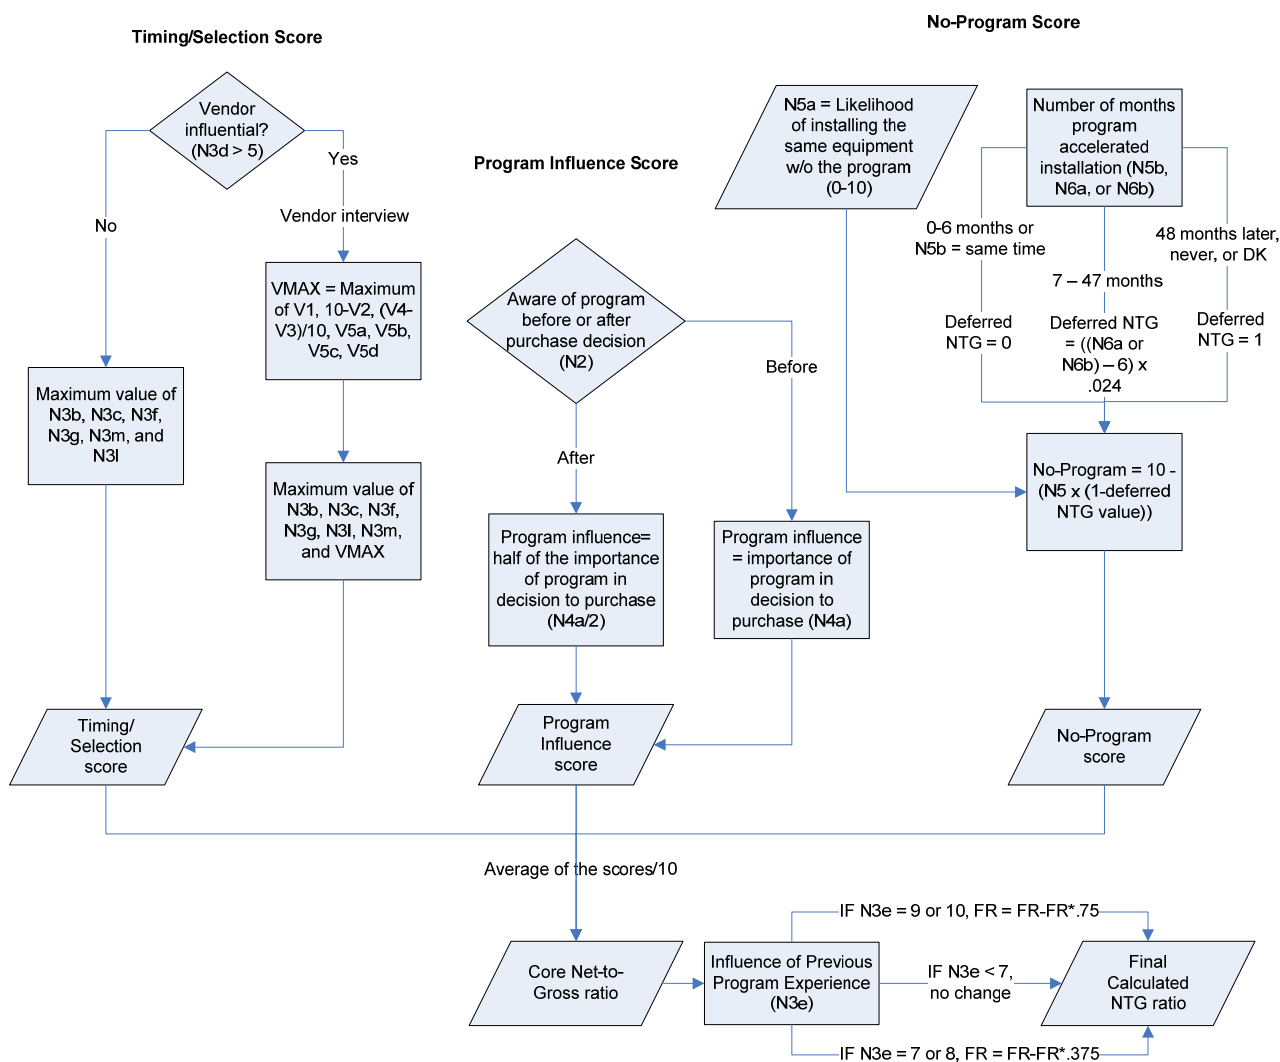 Timing/Selection Score
Vendor
influential?
(N3d > 5)
No
Yes
Vendor interview
VMAX = Maximum
of V1, 10-V2, (V4-
V3)/10, V5a, V5b,
V5c, V5d
Maximum value of
N3b, N3c, N3f,
N3g, N3m, and
N3l
Maximum value of
N3b, N3c, N3f,
N3g, N3l, N3m,
and VMAX
Timing/
Selection
score
Program Influence Score
Aware of program
before or after
purchase decision
(N2)
After
Before
Program influence=
half of the importance
of program in
decision to purchase
(N4a/2)
Program influence
= importance of
program in
decision to
purchase (N4a)
Program
Influence
score
No-Program Score
N5a = Likelihood
of installing the
same equipment
w/o the program
(0-10)
Number of months
program
accelerated
installation (N5b,
N6a, or N6b)
0-6 months or
N5b = same time
Deferred
NTG = 0
7 – 47 months
Deferred NTG
= ((N6a or
N6b) – 6) x
.024
48 months later,
never, or DK
Deferred
NTG = 1
No-Program = 10 -
(N5 x (1-deferred
NTG value))
No-Program
score
Average of the scores/10
Core Net-to-
Gross ratio
Influence of Previous
Program Experience
(N3e)
IF N3e = 9 or 10, FR = FR-FR*.75
IF N3e < 7,
no change
IF N3e = 7 or 8, FR = FR-FR*.375
Final
Calculated
NTG ratio